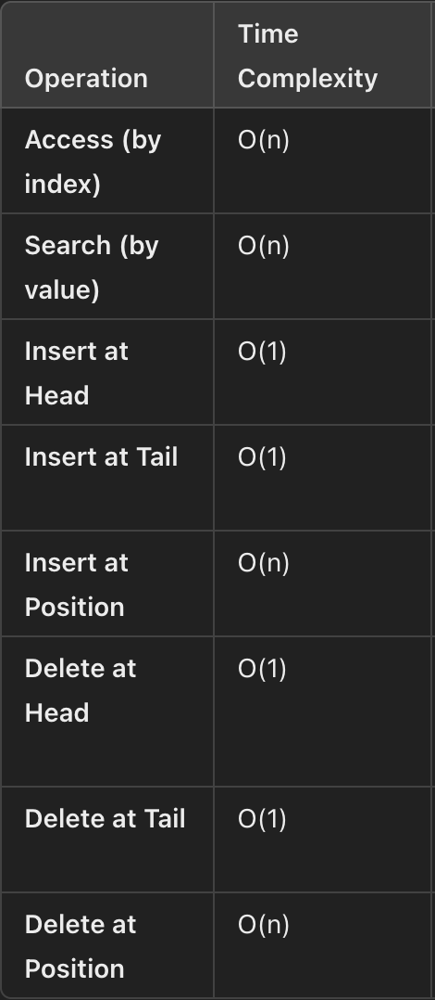 Operation
Time
Complexity
Access (by
index)
O(n)
Search (by
value)
O(n)
Insert at
Head
O(1)
Insert at Tail
O(1)
Insert at
Position
O(n)
Delete at
Head
O(1)
Delete at Tail
O(1)
Delete at
Position
O(n)